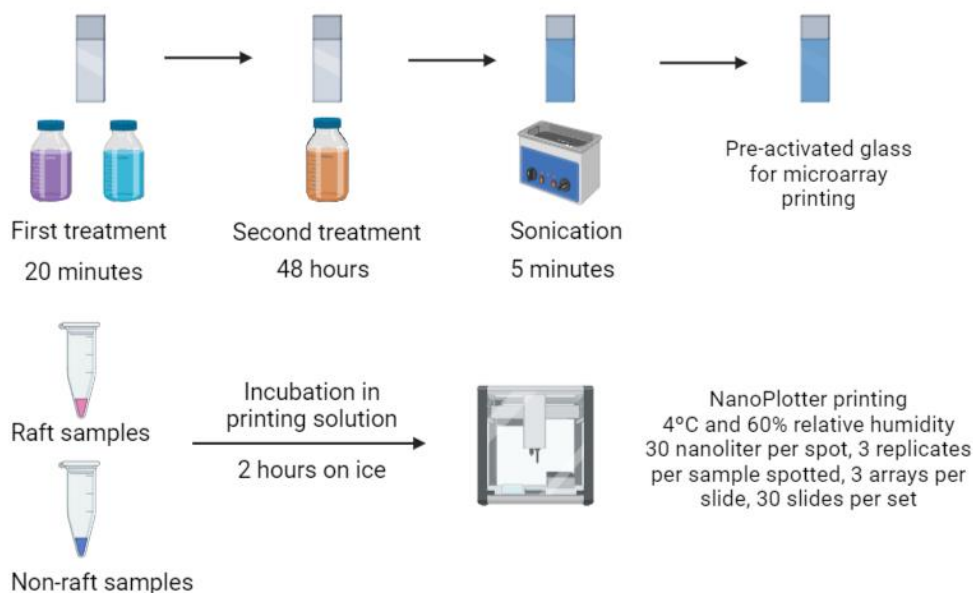 First treatment
20 minutes
Second treatment
48 hours
Sonication
5 minutes
Pre-activated glass
for microarray
printing
Raft samples
Non-raft samples
Incubation in
printing solution
2 hours on ice
NanoPlotter printing
4ºC and 60% relative humidity
30 nanoliter per spot, 3 replicates
per sample spotted, 3 arrays per
slide, 30 slides per set